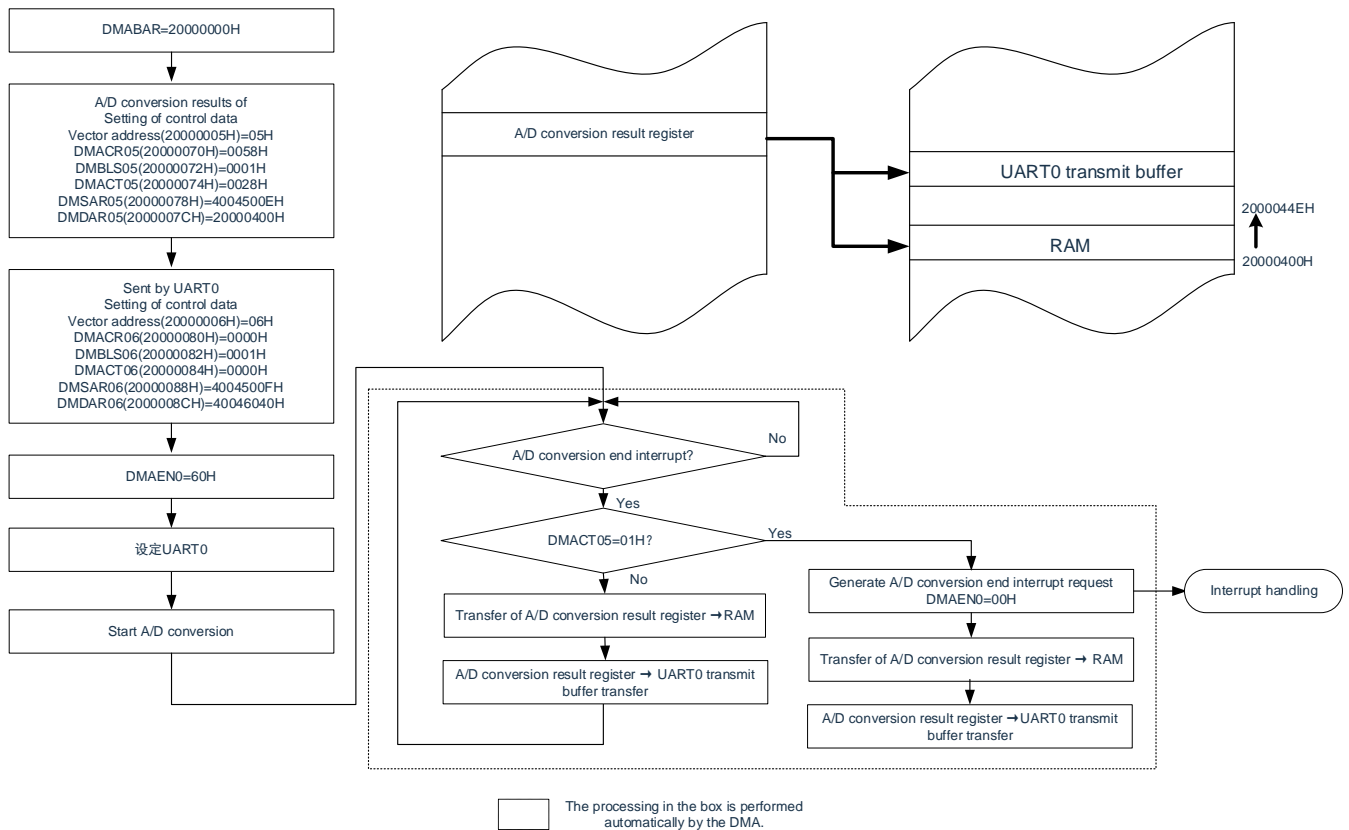 DMABAR=20000000H
A/D conversion results of
Setting of control data
Vector address(20000005H)=05H
DMACR05(20000070H)=0058H
DMBLS05(20000072H)=0001H
DMACT05(20000074H)=0028H
DMSAR05(20000078H)=4004500EH
DMDAR05(2000007CH)=20000400H
Sent by UART0
Setting of control data
Vector address(20000006H)=06H
DMACR06(20000080H)=0000H
DMBLS06(20000082H)=0001H
DMACT06(20000084H)=0000H
DMSAR06(20000088H)=4004500FH
DMDAR06(2000008CH)=40046040H
DMAEN0=60H
设定UART0
Start A/D conversion
A/D conversion result register
UART0 transmit buffer
2000044EH
RAM
20000400H
A/D conversion end interrupt?
No
Yes
DMACT05=01H?
Yes
No
Transfer of A/D conversion result register →RAM
A/D conversion result register → UART0 transmit
buffer transfer
Generate A/D conversion end interrupt request
DMAEN0=00H
Interrupt handling
Transfer of A/D conversion result register → RAM
A/D conversion result register →UART0 transmit
buffer transfer
The processing in the box is performed
automatically by the DMA.